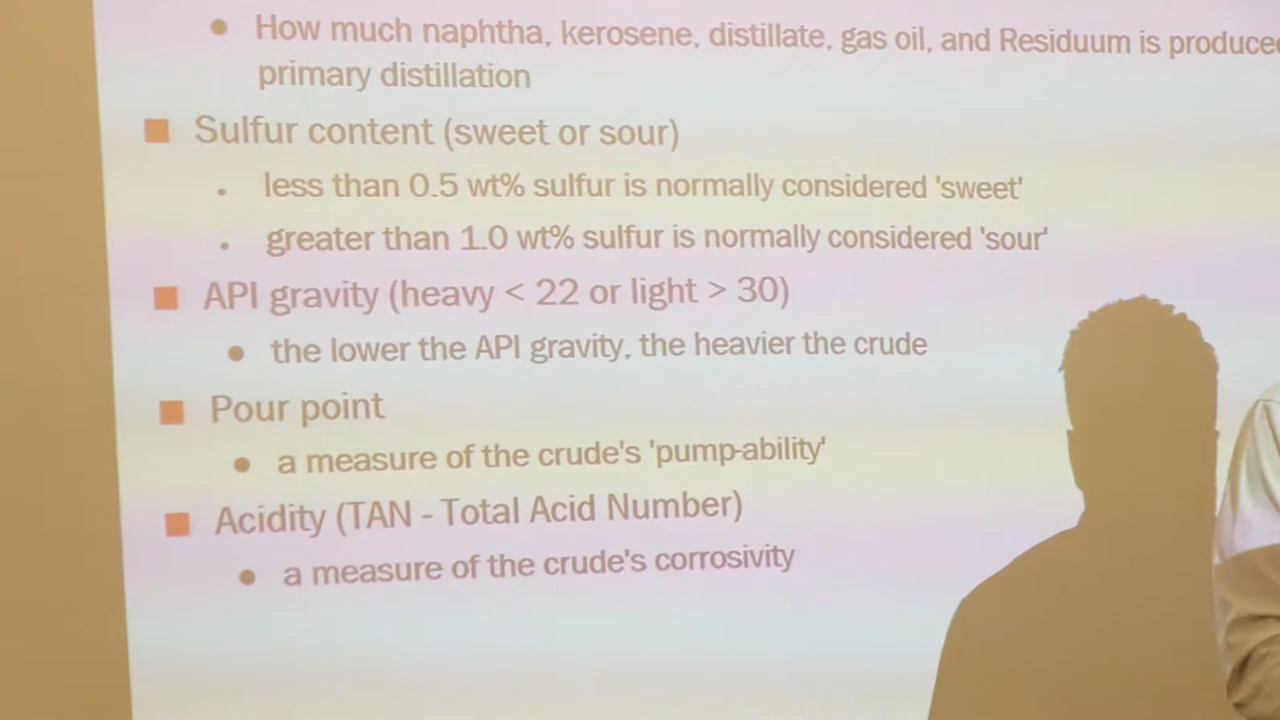 How much naphtha, kerosene, distillate, gas oil, and Residuum is
primary distillation
Sulfur content (sweet or sour)
less than 0.5 wt% sulfur is normally considered 'sweet'
greater than 1.0 wt% sulfur is normally considered 'sour'
API gravity (heavy < 22 or light > 30)
the lower the API gravity, the heavier the crude
Pour point
a measure of the crude's 'pump-ability'
Acidity (TAN - Total Acid Number)
a measure of the crude's corrosivity